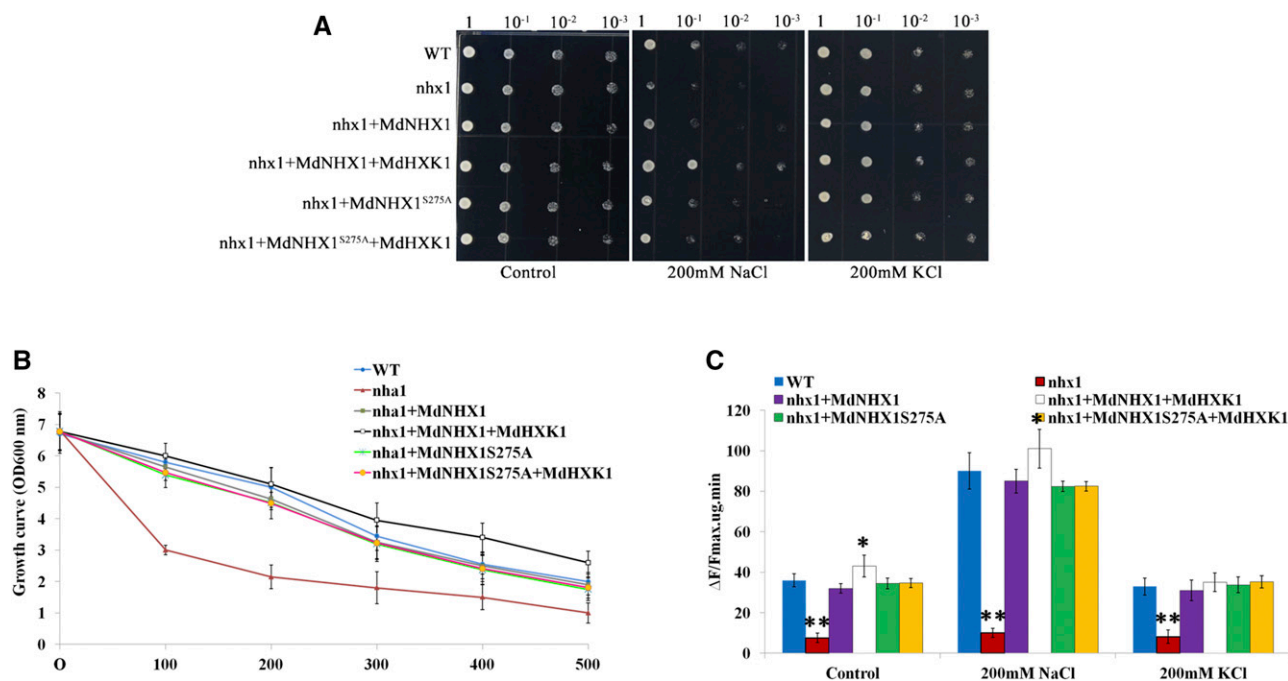 A
1 10⁻¹ 10⁻² 10⁻³ 1 10⁻¹ 10⁻² 10⁻³ 1 10⁻¹ 10⁻² 10⁻³
WT
nhx1
nhx1+MdNHX1
nhx1+MdNHX1+MdHXK1
nhx1+MdNHX1ˢ²⁷⁵ᴬ
nhx1+MdNHX1ˢ²⁷⁵ᴬ+MdHXK1
Control 200mM NaCl 200mM KCl
B
WT
nha1
nha1+MdNHX1
nhx1+MdNHX1+MdHXK1
nha1+MdNHX1S275A
nhx1+MdNHX1S275A+MdHXK1
Growth curve (OD600 nm)
8
7
6
5
4
3
2
1
0
O 100 200 300 400 500
C
WT nhx1
nhx1+MdNHX1 nhx1+MdNHX1+MdHXK1
nhx1+MdNHX1S275A nhx1+MdNHX1S275A+MdHXK1
ΔF/Fmax.ug.min
120
100
80
60
40
20
0
*
*
** ** **
Control 200mM NaCl 200mM KCl